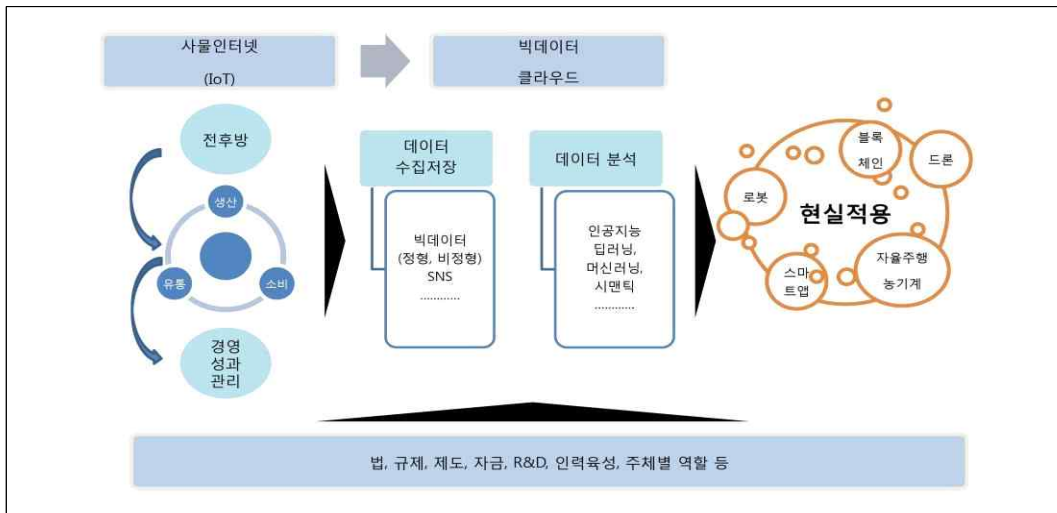 사물인터넷
(IoT)
빅데이터
클라우드
전후방
생산
유통
소비
경영
성과
관리
데이터
수집저장
빅데이터
(정형, 비정형)
SNS
............
데이터 분석
인공지능
딥러닝,
머신러닝,
시맨틱
............
블록
체인
드론
로봇
현실적용
스마
트앱
자율주행
농기계
법, 규제, 제도, 자금, R&D, 인력육성, 주체별 역할 등